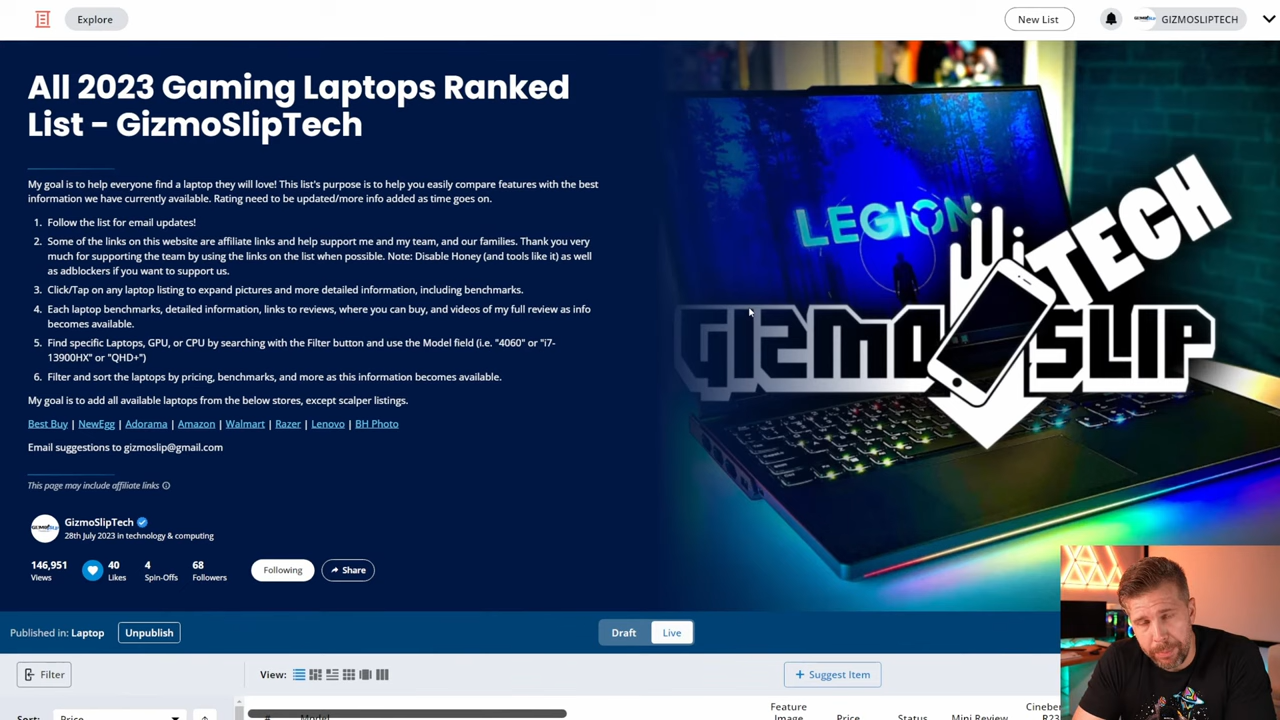 Explore
New List
GIZMOSLIPTECH
All 2023 Gaming Laptops Ranked
List - GizmoSlipTech
My goal is to help everyone find a laptop they will love! This list's purpose is to help you easily compare features with the best
information we have currently available. Rating need to be updated/more info added as time goes on.
1. Follow the list for email updates!
2. Some of the links on this website are affiliate links and help support me and my team, and our families. Thank you very
much for supporting the team by using the links on the list when possible. Note: Disable Honey (and tools like it) as well
as adblockers if you want to support us.
3. Click/Tap on any laptop listing to expand pictures and more detailed information, including benchmarks.
4. Each laptop benchmarks, detailed information, links to reviews, where you can buy, and videos of my full review as info
becomes available.
5. Find specific Laptops, GPU, or CPU by searching with the Filter button and use the Model field (i.e. "4060" or "i7-
13900HX" or "QHD+")
6. Filter and sort the laptops by pricing, benchmarks, and more as this information becomes available.
My goal is to add all available laptops from the below stores, except scalper listings.
Best Buy | NewEgg | Adorama | Amazon | Walmart | Razer | Lenovo | BH Photo
Email suggestions to gizmoslip@gmail.com
This page may include affiliate links
GizmoSlipTech
28th July 2023 in technology & computing
146,951 40 4 68
Views Likes Spin-Offs Followers
Following
Share
LEGION
TECH
GIZMO SLIP
Published in: Laptop
Unpublish
Draft
Live
Filter
View:
+ Suggest Item
Sort: Price
# Model
Feature
Image Price Status Mini Review
Cineben
R23